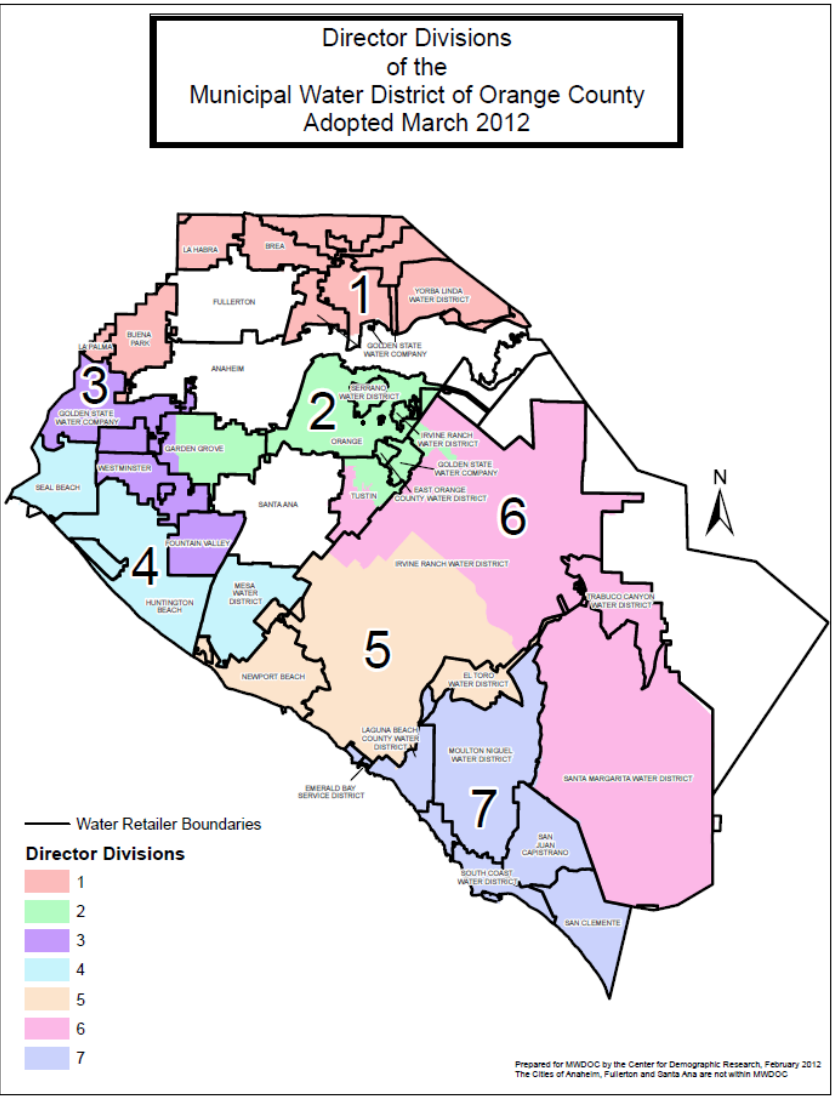 Director Divisions
of the
Municipal Water District of Orange County
Adopted March 2012
LA HABRA
BREA
1
YORBA LINDA
WATER DISTRICT
FULLERTON
BUENA
PARK
LA PALMA
GOLDEN STATE
WATER COMPANY
ANAHEIM
3
GOLDEN STATE
WATER COMPANY
SERRANO
WATER DISTRICT
2
ORANGE
IRVINE RANCH
WATER DISTRICT
GARDEN GROVE
GOLDEN STATE
WATER COMPANY
WESTMINSTER
SEAL BEACH
SANTA ANA
TUSTIN
EAST ORANGE
COUNTY WATER DISTRICT
6
N
FOUNTAIN VALLEY
4
IRVINE RANCH WATER DISTRICT
MESA
WATER
DISTRICT
HUNTINGTON
BEACH
TRABUCO CANYON
WATER DISTRICT
5
NEWPORT BEACH
EL TORO
WATER DISTRICT
LAGUNA BEACH
COUNTY WATER
DISTRICT
MOULTON NIGUEL
WATER DISTRICT
EMERALD BAY
SERVICE DISTRICT
SANTA MARGARITA WATER DISTRICT
7
SAN
JUAN
CAPISTRANO
SOUTH COAST
WATER DISTRICT
SAN CLEMENTE
Water Retailer Boundaries
Director Divisions
1
2
3
4
5
6
7
Prepared for MWDOC by the Center for Demographic Research, February 2012
The Cities of Anaheim, Fullerton and Santa Ana are not within MWDOC